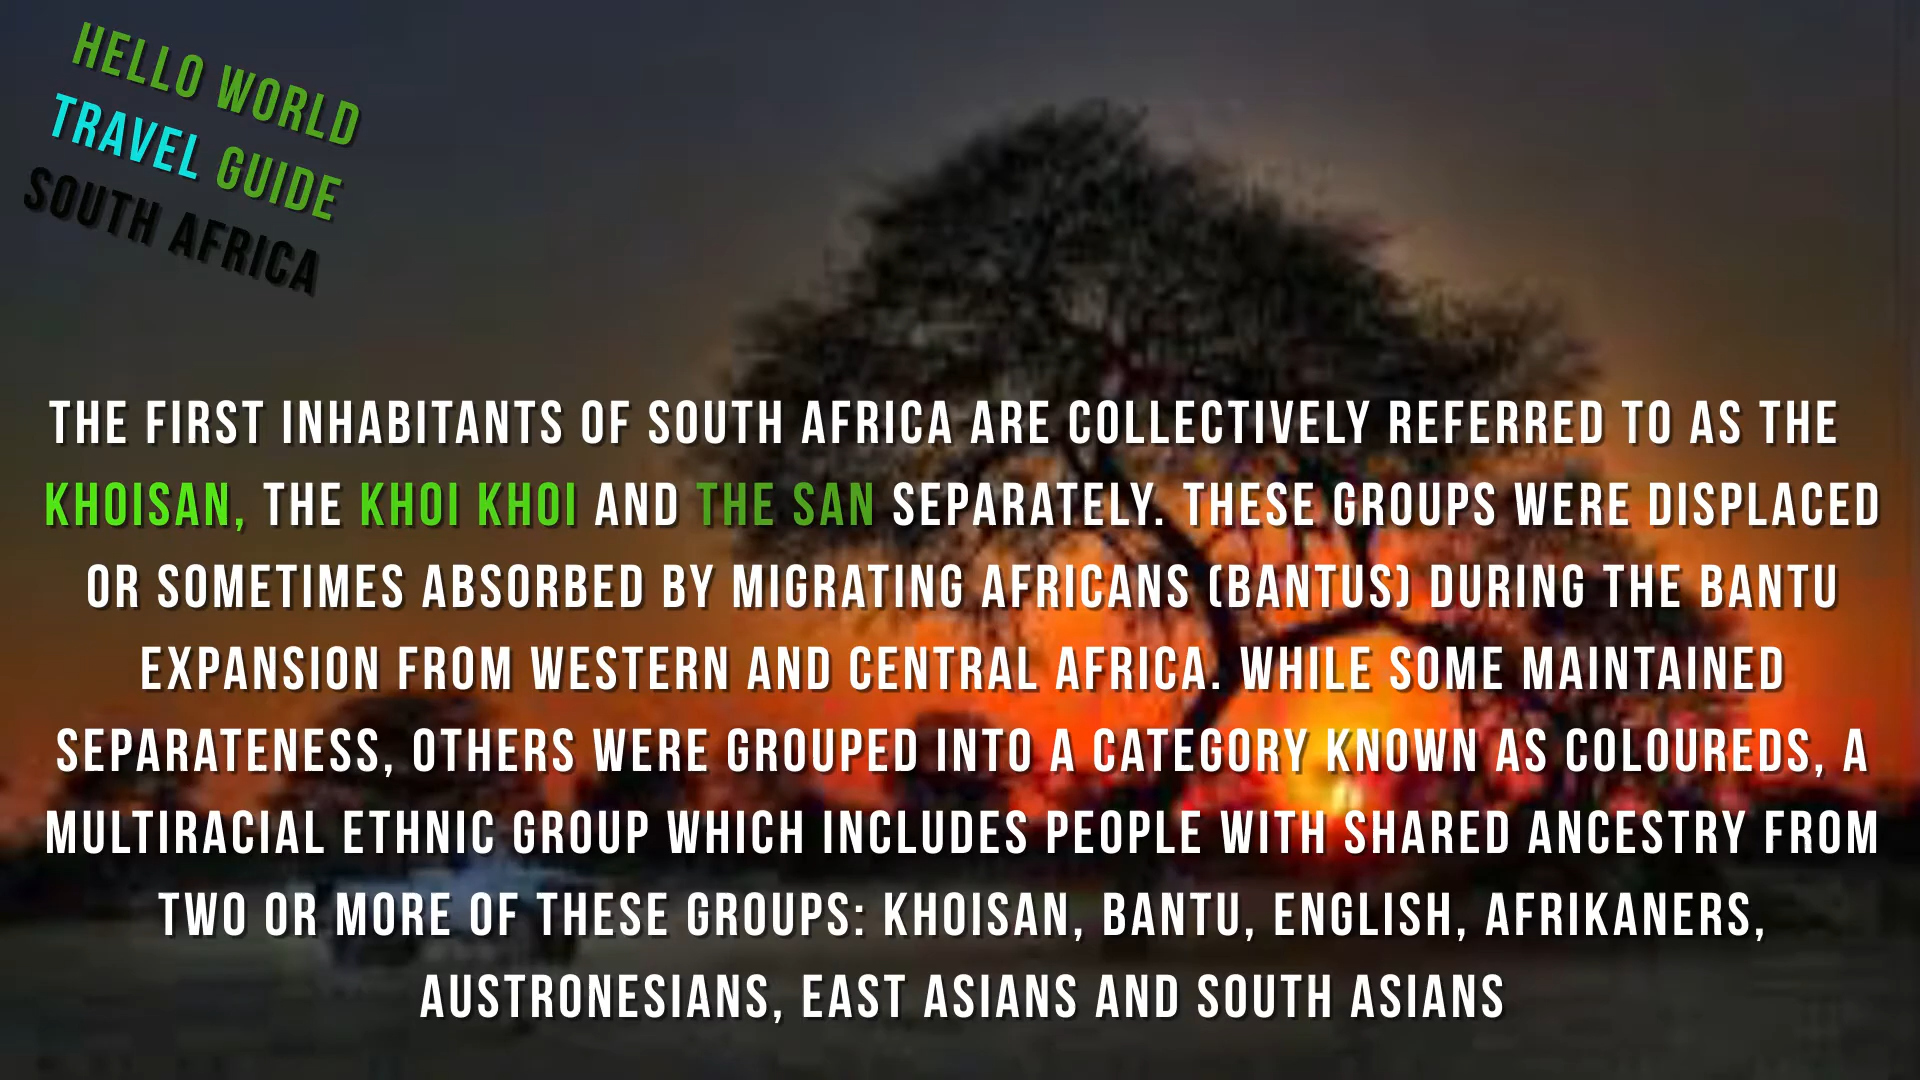 HELLO WORLD
TRAVEL GUIDE
SOUTH AFRICA
THE FIRST INHABITANTS OF SOUTH AFRICA ARE COLLECTIVELY REFERRED TO AS THE
KHOISAN, THE KHOI KHOI AND THE SAN SEPARATELY. THESE GROUPS WERE DISPLACED
OR SOMETIMES ABSORBED BY MIGRATING AFRICANS (BANTUS) DURING THE BANTU
EXPANSION FROM WESTERN AND CENTRAL AFRICA. WHILE SOME MAINTAINED
SEPARATENESS, OTHERS WERE GROUPED INTO A CATEGORY KNOWN AS COLOUREDS, A
MULTIRACIAL ETHNIC GROUP WHICH INCLUDES PEOPLE WITH SHARED ANCESTRY FROM
TWO OR MORE OF THESE GROUPS: KHOISAN, BANTU, ENGLISH, AFRIKANERS,
AUSTRONESIANS, EAST ASIANS AND SOUTH ASIANS